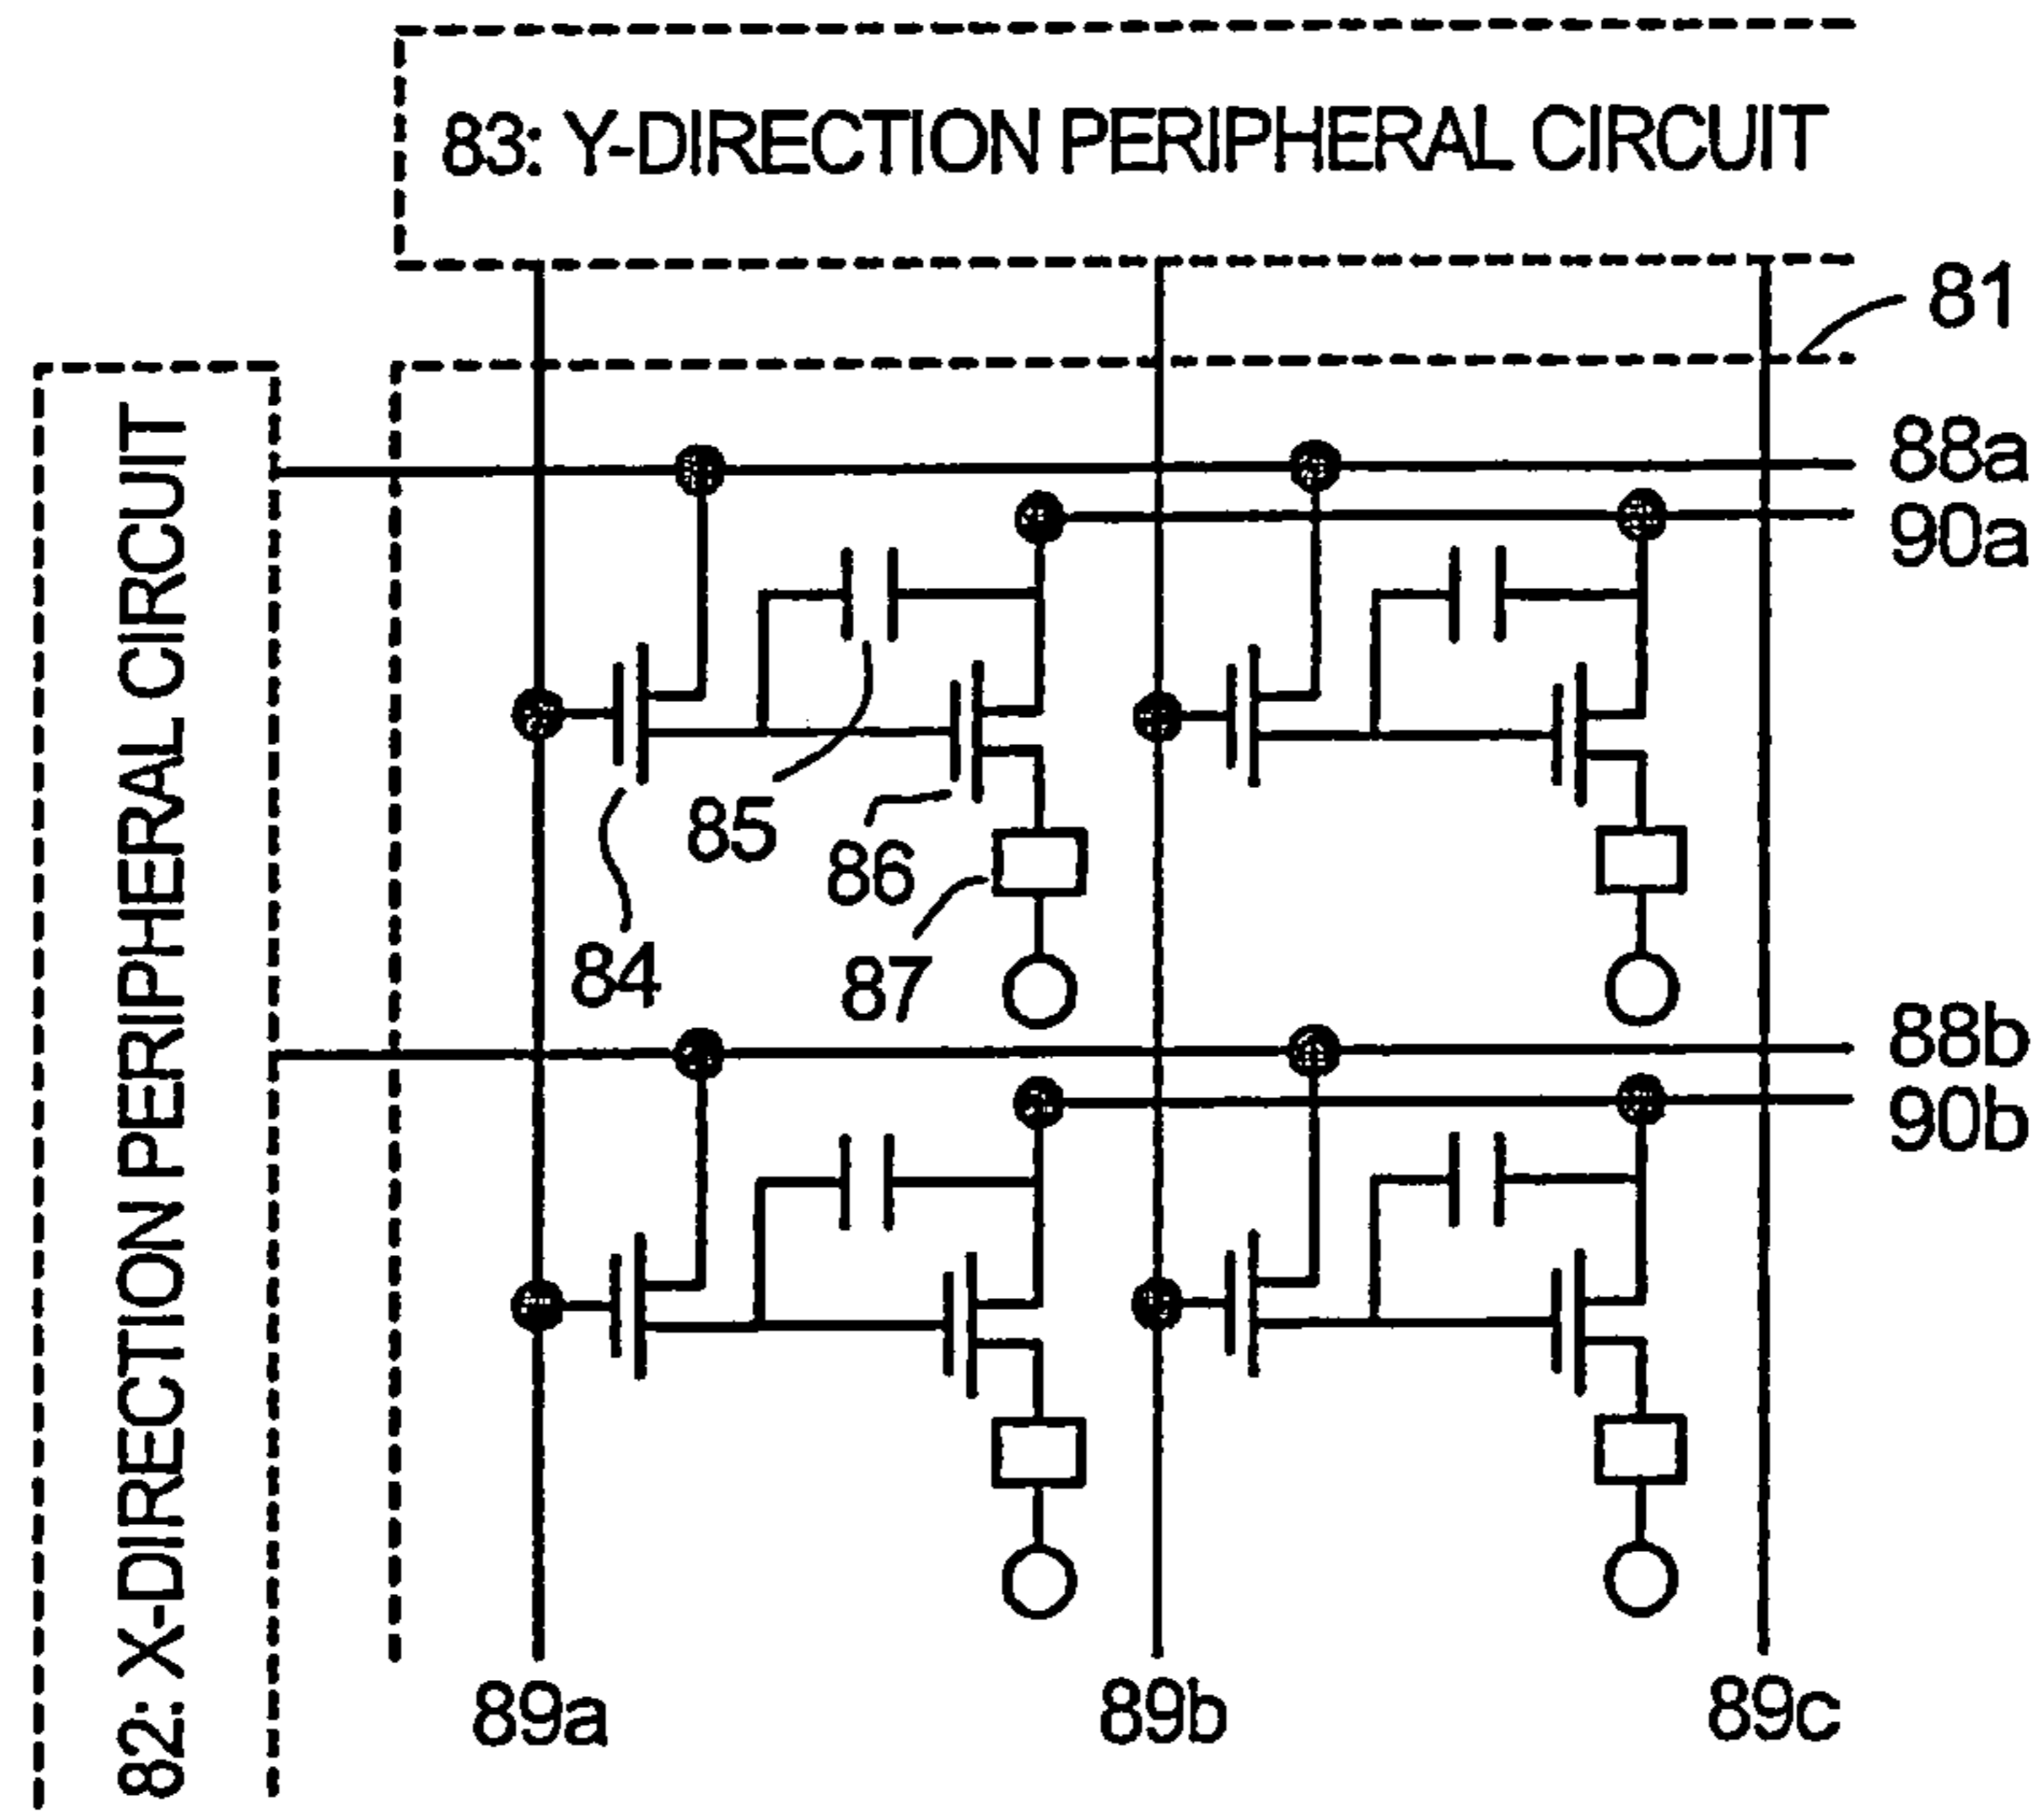 83: Y-DIRECTION PERIPHERAL CIRCUIT
81
82: X-DIRECTION PERIPHERAL CIRCUIT
88a
90a
85
86
84
87
88b
90b
89a
89b
89c